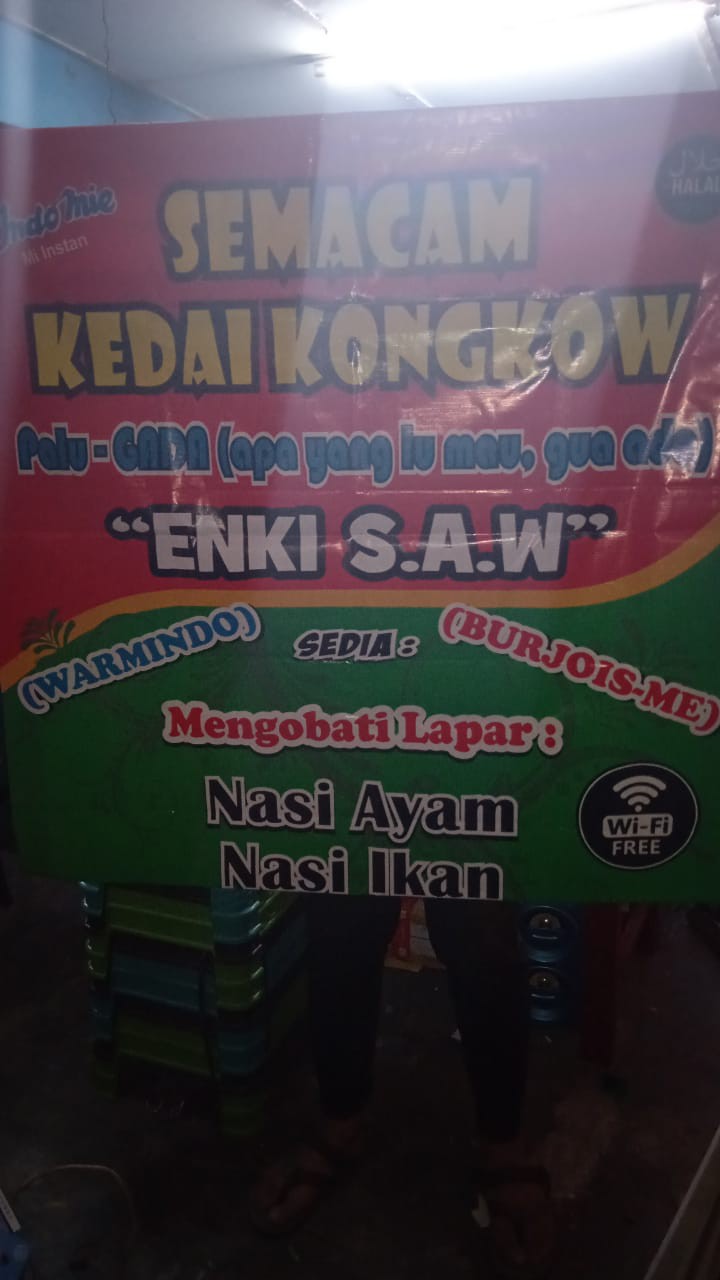 IndoMie
Mi Instan
حلال
HALAL
SEMACAM
KEDAI KONGKOW
Palu - GADA (apa yang lu mau, gua ada)
“ENKI S.A.W”
(WARMINDO)
SEDIA :
(BURJOIS-ME)
Mengobati Lapar :
Nasi Ayam
Nasi Ikan
Wi-Fi
FREE